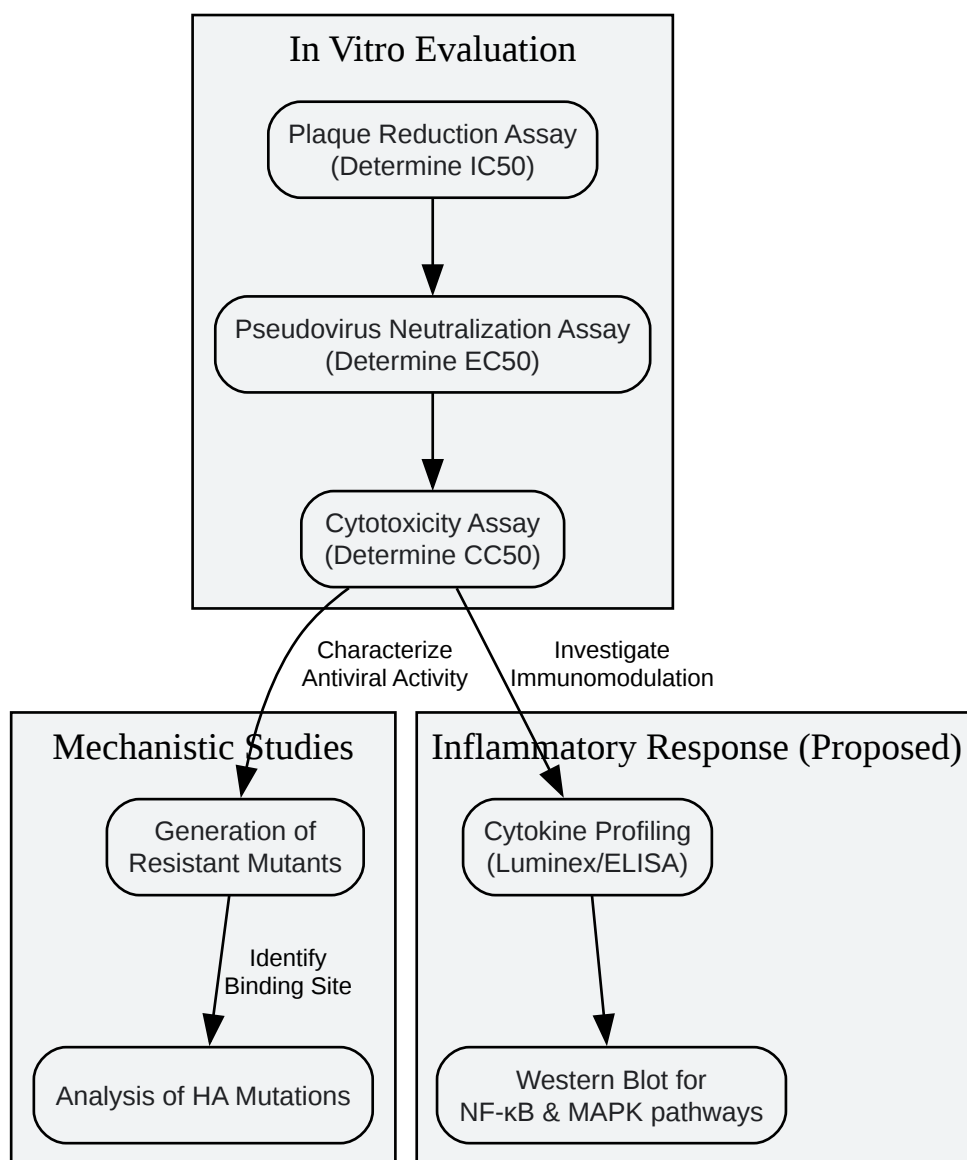 In Vitro Evaluation
Plaque Reduction Assay
(Determine IC50)
Pseudovirus Neutralization Assay
(Determine EC50)
Cytotoxicity Assay
(Determine CC50)
Characterize
Antiviral Activity
Investigate
Immunomodulation
Mechanistic Studies
Generation of
Resistant Mutants
Identify
Binding Site
Analysis of HA Mutations
Inflammatory Response (Proposed)
Cytokine Profiling
(Luminex/ELISA)
Western Blot for
NF-κB & MAPK pathways